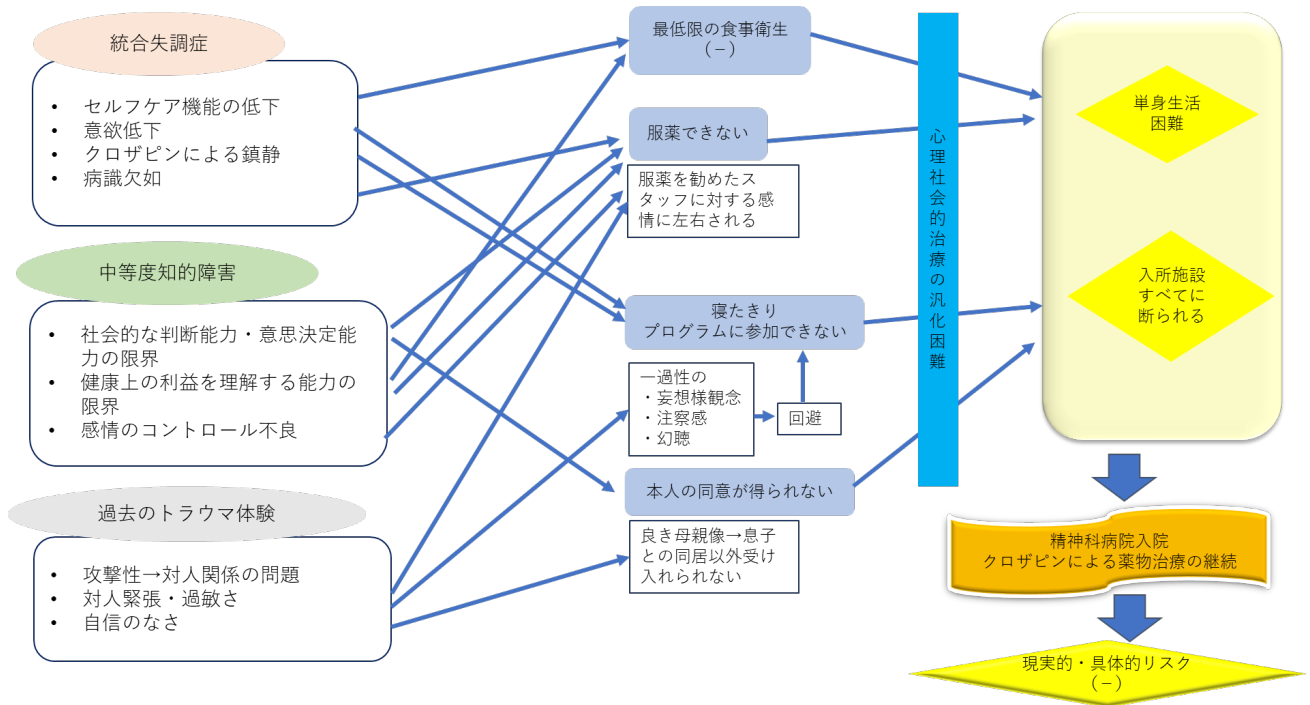 統合失調症
・ セルフケア機能の低下
・ 意欲低下
・ クロザピンによる鎮静
・ 病識欠如
中等度知的障害
・ 社会的な判断能力・意思決定能
力の限界
・ 健康上の利益を理解する能力の
限界
・ 感情のコントロール不良
過去のトラウマ体験
・ 攻撃性→対人関係の問題
・ 対人緊張・過敏さ
・ 自信のなさ
最低限の食事衛生
(－)
服薬できない
服薬を勧めたス
タッフに対する感
情に左右される
寝たきり
プログラムに参加できない
一過性の
・妄想様観念
・注察感
・幻聴
回避
本人の同意が得られない
良き母親像→息子
との同居以外受け
入れられない
心理社会的治療の汎化困難
単身生活
困難
入所施設
すべてに
断られる
精神科病院入院
クロザピンによる薬物治療の継続
現実的・具体的リスク
(－)